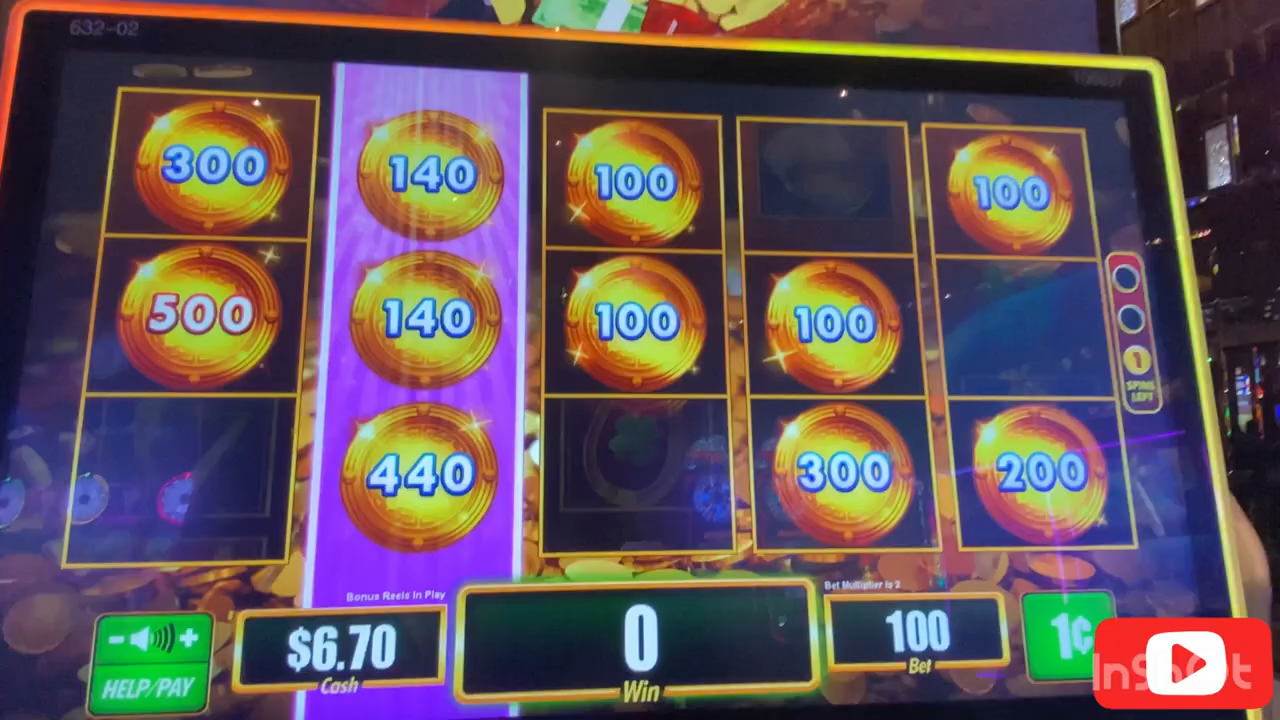 632-02
300 140 100 100
500 140 100 100
440 300 200
1
SPINS
LEFT
Bonus Reels In Play
Bet Multiplier is 2
- +
HELP/PAY
$6.70
Cash
0
Win
100
Bet
1¢
InShOt